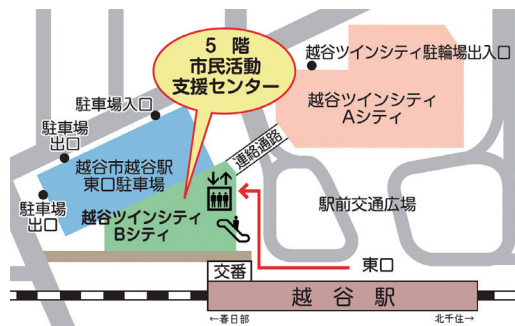 5 階
市民活動
支援センター
越谷ツインシティ駐輪場出入口
越谷ツインシティ
Aシティ
駐車場入口
駐車場
出口
越谷市越谷駅
東口駐車場
連絡通路
駐車場
出口
越谷ツインシティ
Bシティ
駅前交通広場
交番
東口
越谷駅
←春日部
北千住→